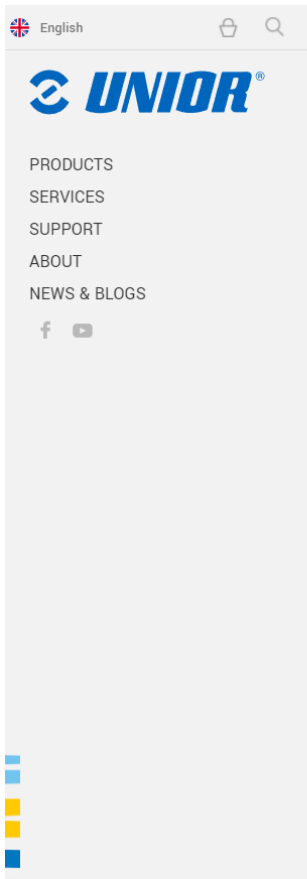 English
UNIOR®
PRODUCTS
SERVICES
SUPPORT
ABOUT
NEWS & BLOGS